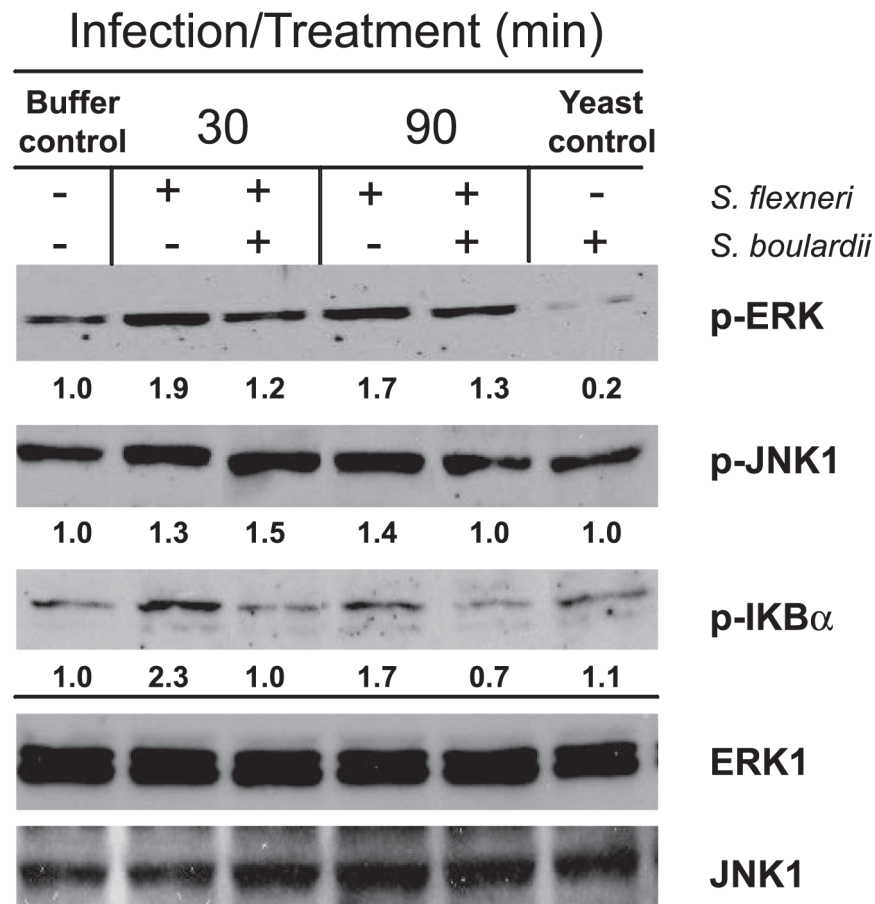 Infection/Treatment (min)
Buffer control 30 90 Yeast control
- + + + + - S. flexneri
- - + - + + S. boulardii
p-ERK
1.0 1.9 1.2 1.7 1.3 0.2
p-JNK1
1.0 1.3 1.5 1.4 1.0 1.0
p-IKBα
1.0 2.3 1.0 1.7 0.7 1.1
ERK1
JNK1